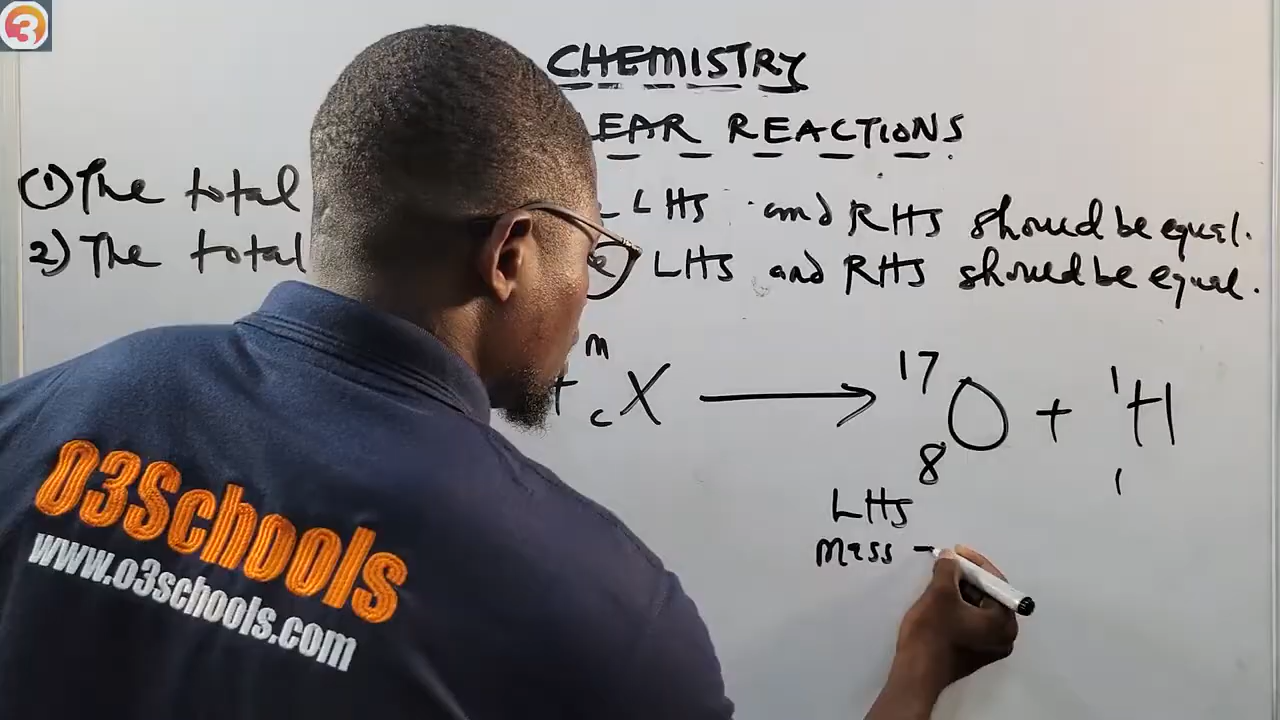 3
CHEMISTRY
EAR REACTIONS
(1) The total LHS and RHS should be equal.
2) The total LHS and RHS should be equal.
+ m c X → 17 8 O + 1 1 H
LHS
Mass -
O3Schools
www.o3schools.com